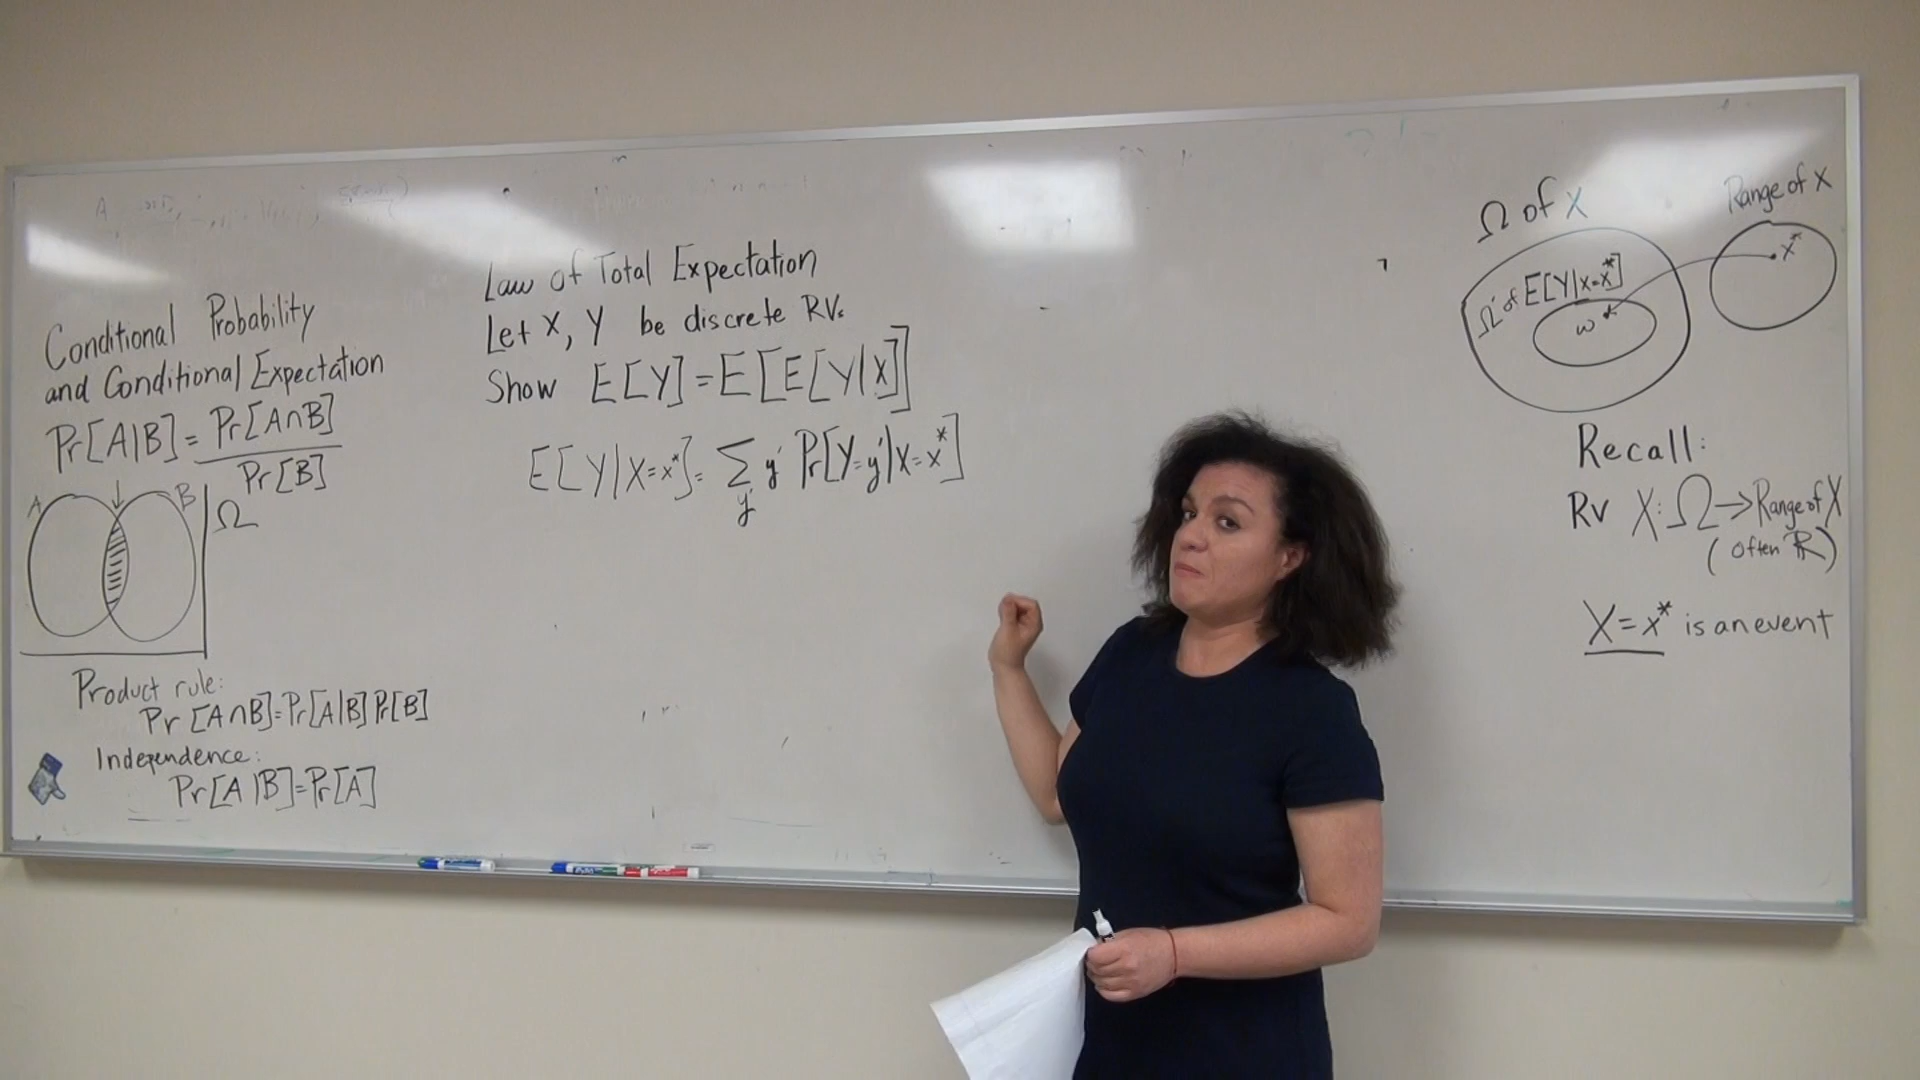 Conditional Probability
and Conditional Expectation
Pr[A|B] = Pr[A∩B]
Pr[B]
A
B
Ω
Product rule:
Pr [A∩B]=Pr[A|B] Pr[B]
Independence:
Pr[A|B]=Pr[A]
Law of Total Expectation
Let X, Y be discrete RV.
Show E[Y] = E[E[Y|X]]
E[Y|X=x*] = ∑ y' Pr[Y=y'|X=x*]
y'
Ω of X
Range of X
Ω' of E[Y|X=x*]
ω
x*
Recall:
RV X: Ω → Range of X
(often ℝ)
X = x* is an event